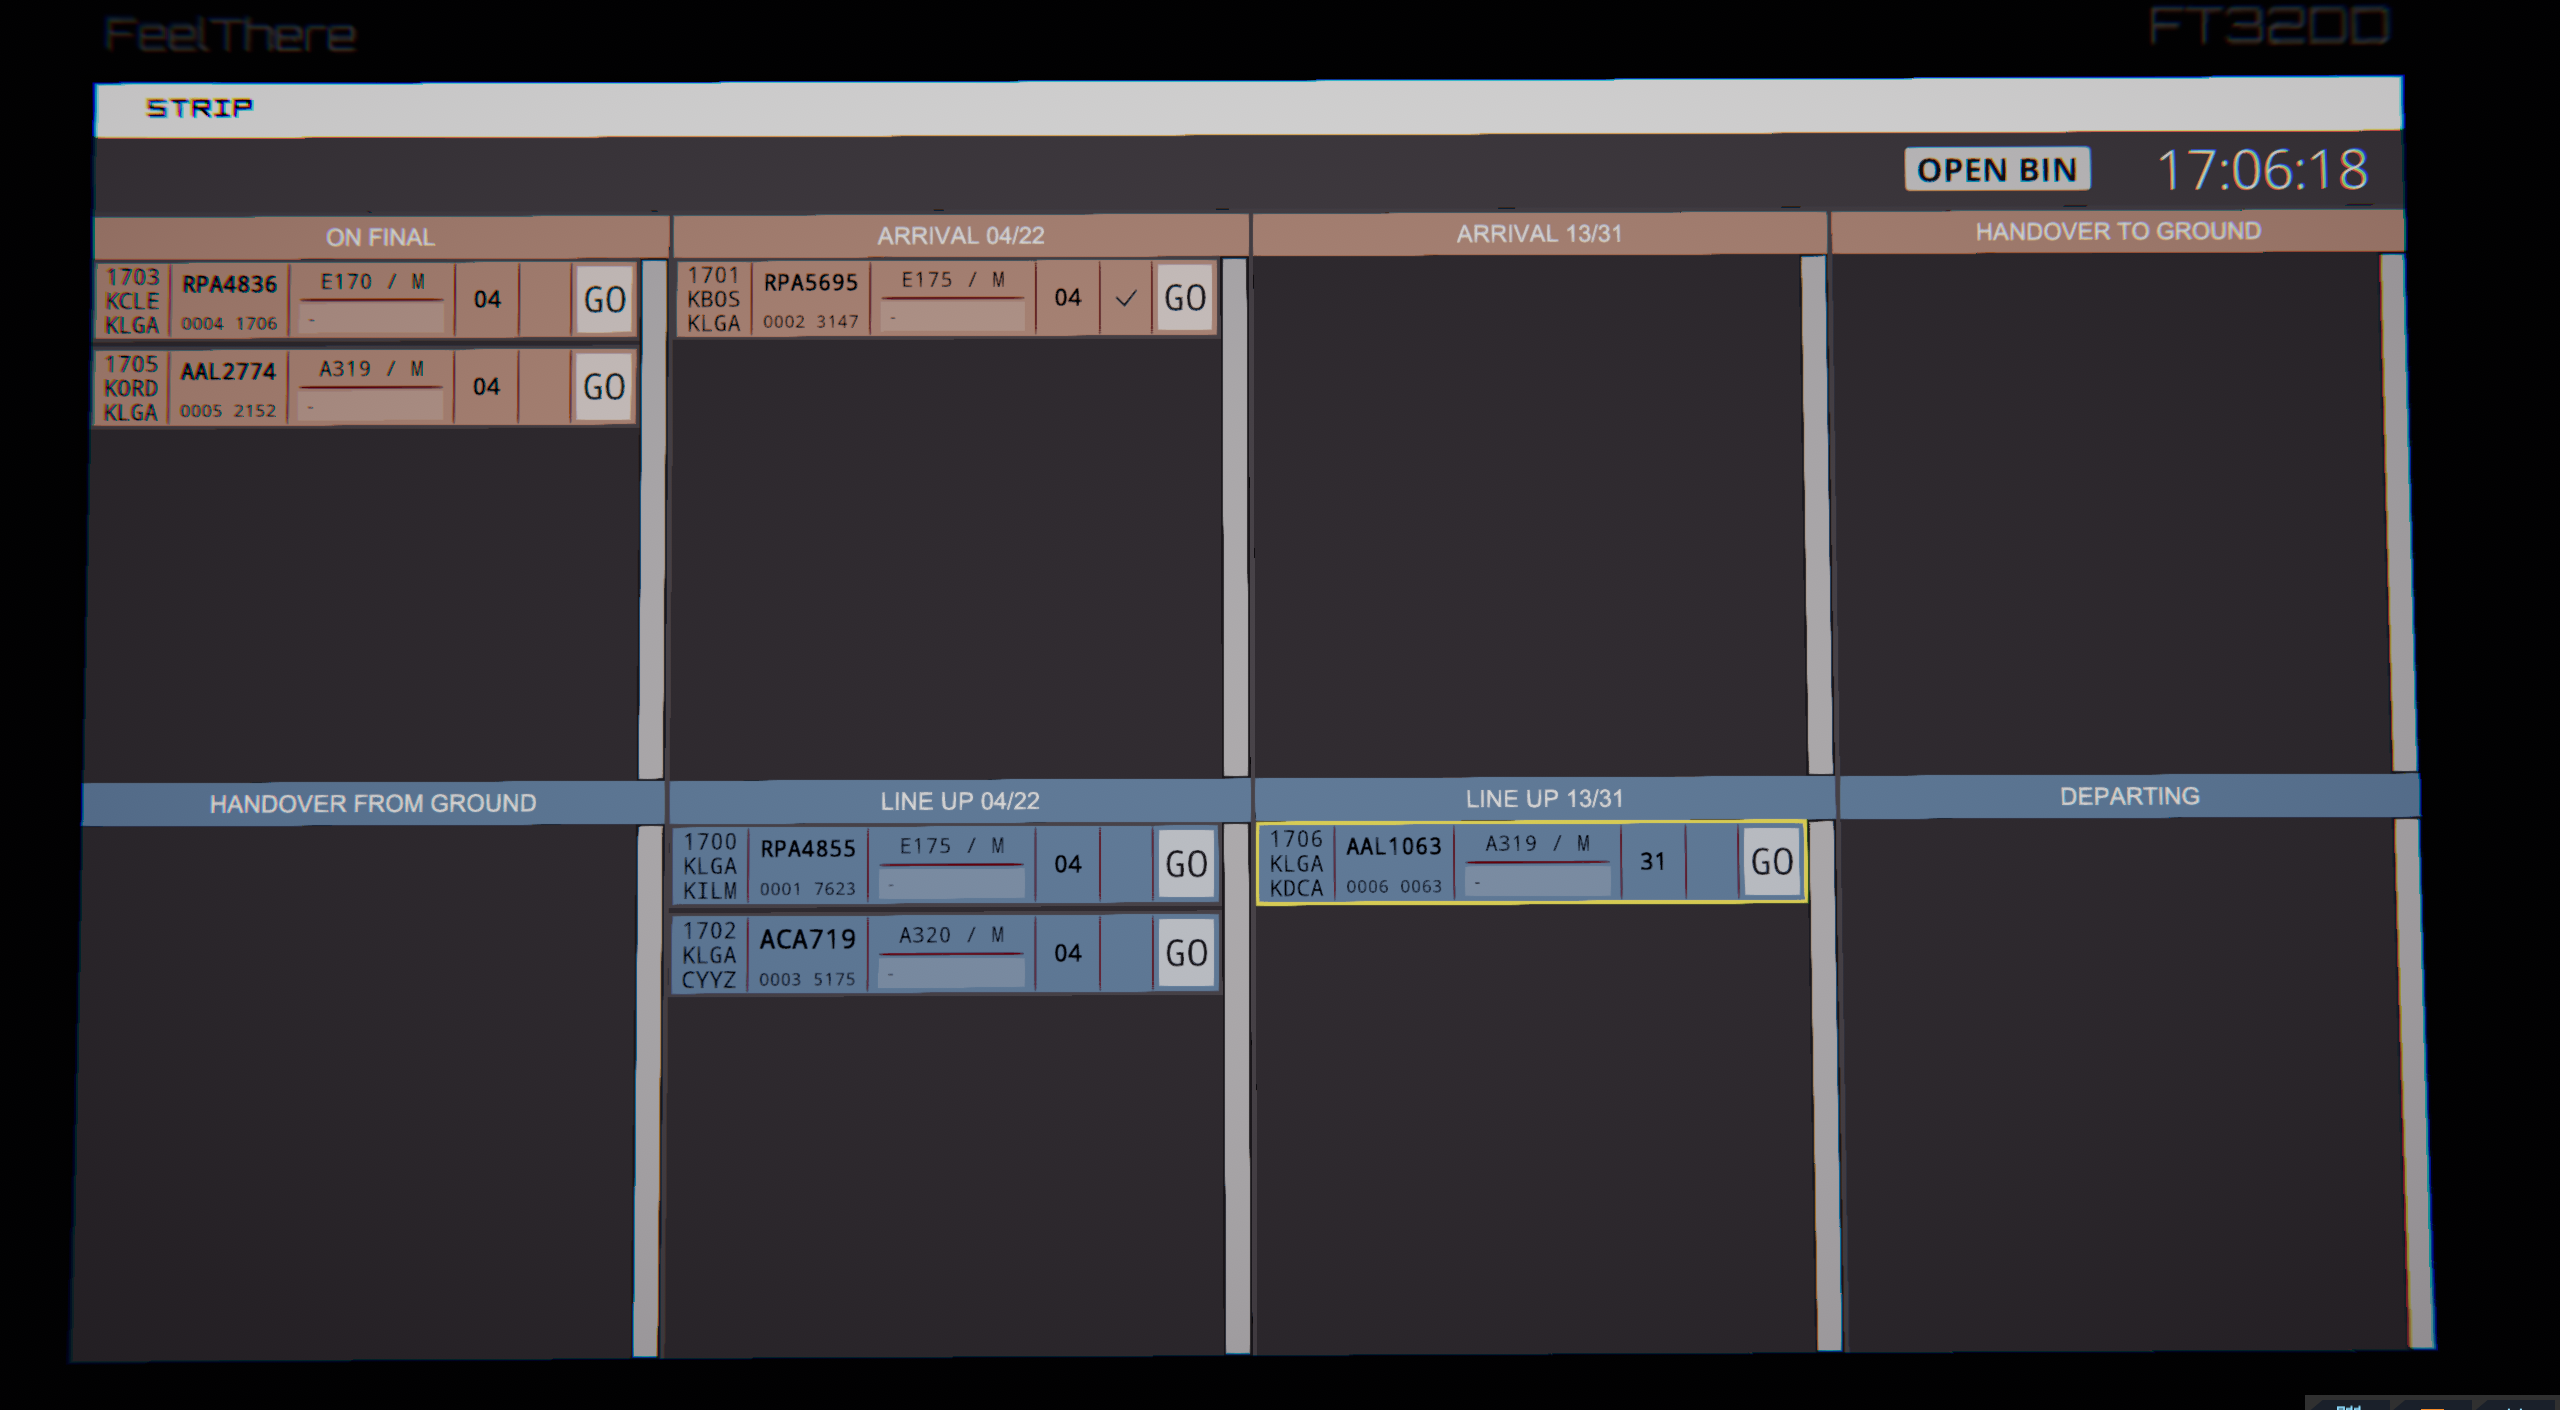 FeelThere FT32DD
STRIP
OPEN BIN 17:06:18
ON FINAL
1703 RPA4836 E170 / M 04 GO
KCLE
KLGA 0004 1706 -
1705 AAL2774 A319 / M 04 GO
KORD
KLGA 0005 2152 -
ARRIVAL 04/22
1701 RPA5695 E175 / M 04 ✓ GO
KBOS
KLGA 0002 3147 -
ARRIVAL 13/31
HANDOVER TO GROUND
HANDOVER FROM GROUND
LINE UP 04/22
1700 RPA4855 E175 / M 04 GO
KLGA
KILM 0001 7623 -
1702 ACA719 A320 / M 04 GO
KLGA
CYYZ 0003 5175 -
LINE UP 13/31
1706 AAL1063 A319 / M 31 GO
KLGA
KDCA 0006 0063 -
DEPARTING